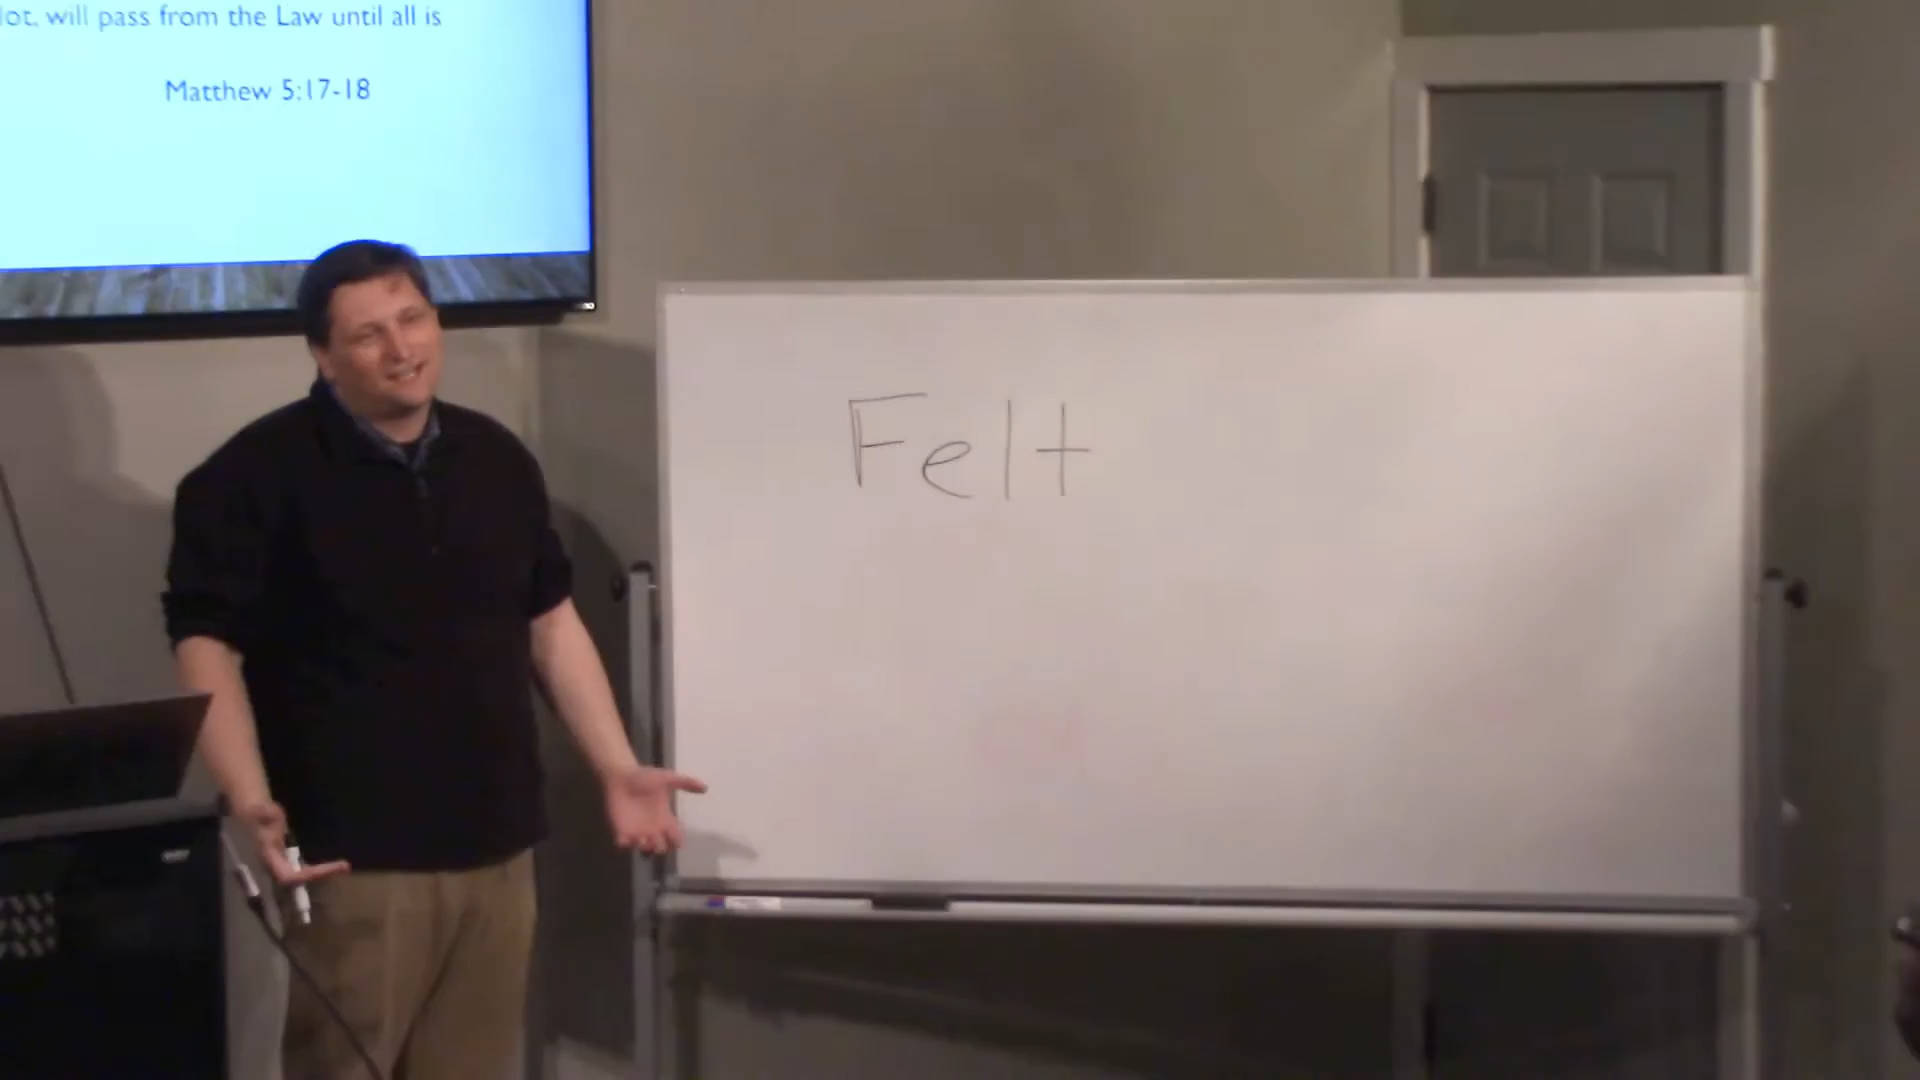 lot, will pass from the Law until all is
Matthew 5:17-18
Felt